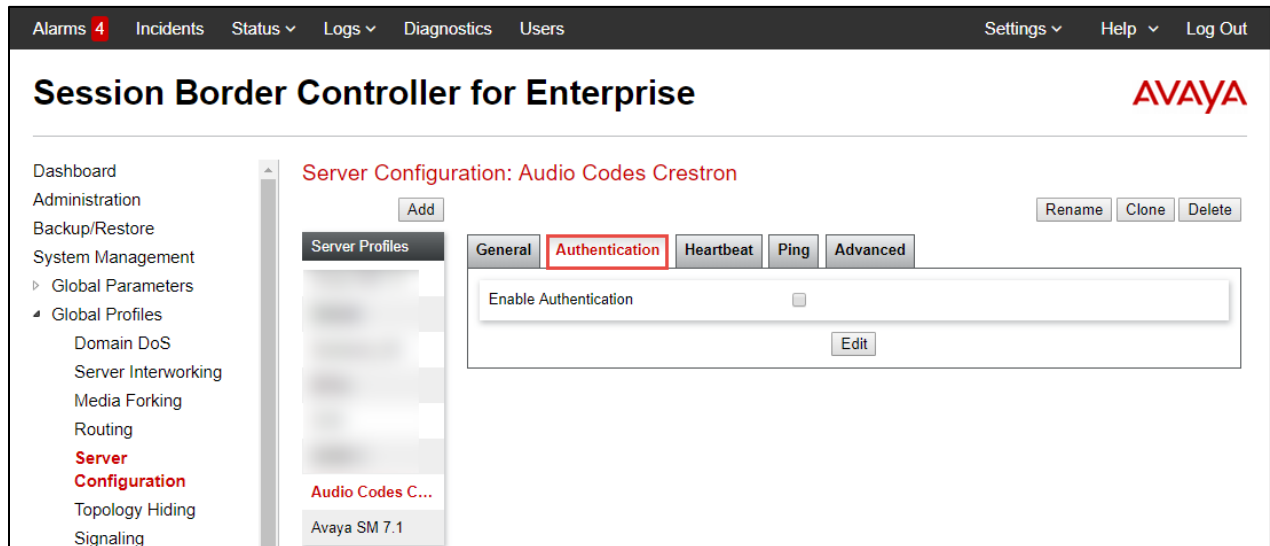 Alarms 4 Incidents Status Logs Diagnostics Users Settings Help Log Out
Session Border Controller for Enterprise
AVAYA
Dashboard
Administration
Backup/Restore
System Management
Global Parameters
Global Profiles
Domain DoS
Server Interworking
Media Forking
Routing
Server
Configuration
Topology Hiding
Signaling
Server Configuration: Audio Codes Crestron
Add
Rename Clone Delete
Server Profiles
Audio Codes C...
Avaya SM 7.1
General Authentication Heartbeat Ping Advanced
Enable Authentication
Edit